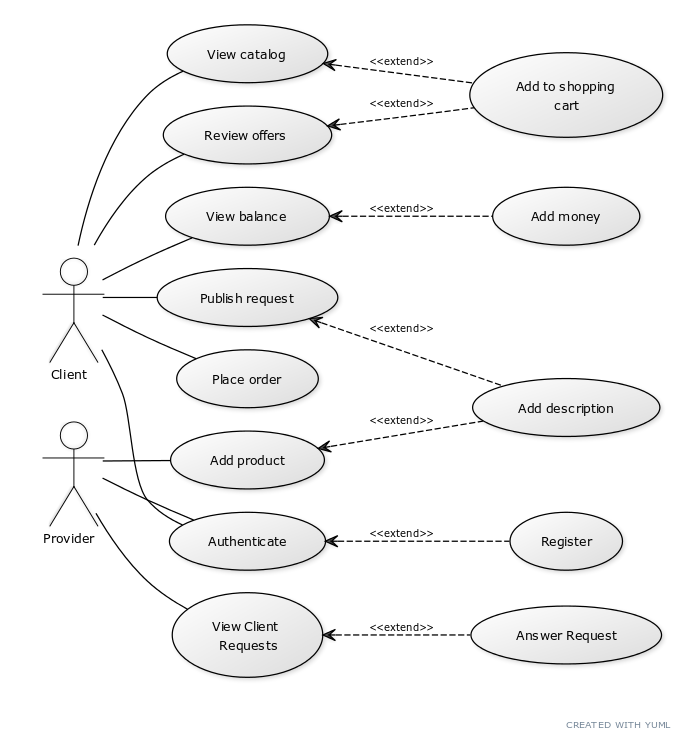 View catalog
<<extend>>
Add to shopping
cart
<<extend>>
Review offers
View balance
<<extend>>
Add money
Publish request
<<extend>>
Client
Place order
Add description
<<extend>>
Add product
Provider
Authenticate
<<extend>>
Register
View Client
Requests
<<extend>>
Answer Request
CREATED WITH YUML